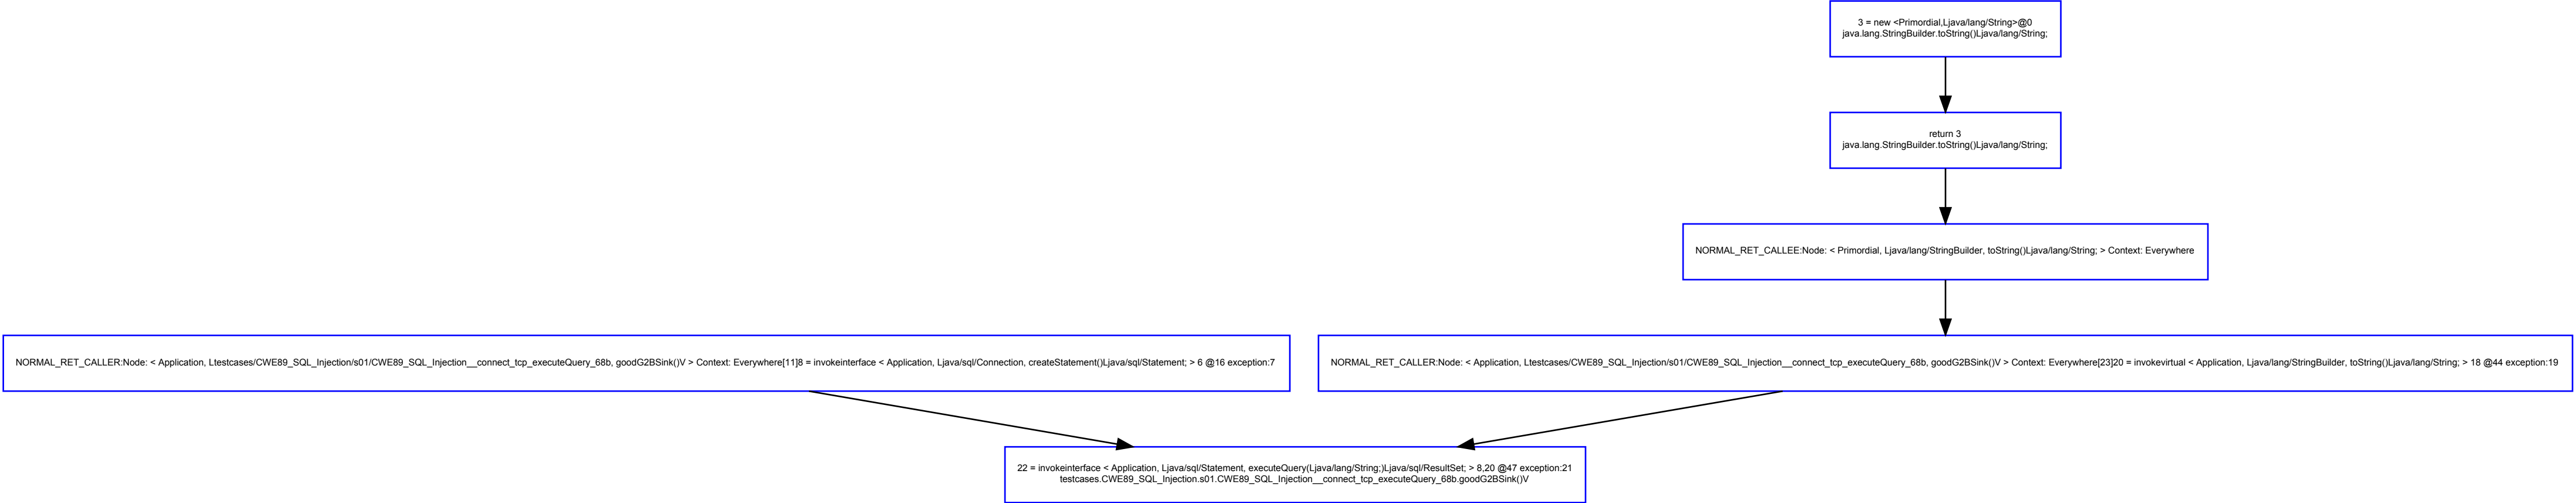 3 = new <Primordial,Ljava/lang/String>@0
java.lang.StringBuilder.toString()Ljava/lang/String;
return 3
java.lang.StringBuilder.toString()Ljava/lang/String;
NORMAL_RET_CALLEE:Node: < Primordial, Ljava/lang/StringBuilder, toString()Ljava/lang/String; > Context: Everywhere
NORMAL_RET_CALLER:Node: < Application, Ltestcases/CWE89_SQL_Injection/s01/CWE89_SQL_Injection__connect_tcp_executeQuery_68b, goodG2BSink()V > Context: Everywhere[11]8 = invokeinterface < Application, Ljava/sql/Connection, createStatement()Ljava/sql/Statement; > 6 @16 exception:7
NORMAL_RET_CALLER:Node: < Application, Ltestcases/CWE89_SQL_Injection/s01/CWE89_SQL_Injection__connect_tcp_executeQuery_68b, goodG2BSink()V > Context: Everywhere[23]20 = invokevirtual < Application, Ljava/lang/StringBuilder, toString()Ljava/lang/String; > 18 @44 exception:19
22 = invokeinterface < Application, Ljava/sql/Statement, executeQuery(Ljava/lang/String;)Ljava/sql/ResultSet; > 8,20 @47 exception:21
testcases.CWE89_SQL_Injection.s01.CWE89_SQL_Injection__connect_tcp_executeQuery_68b.goodG2BSink()V